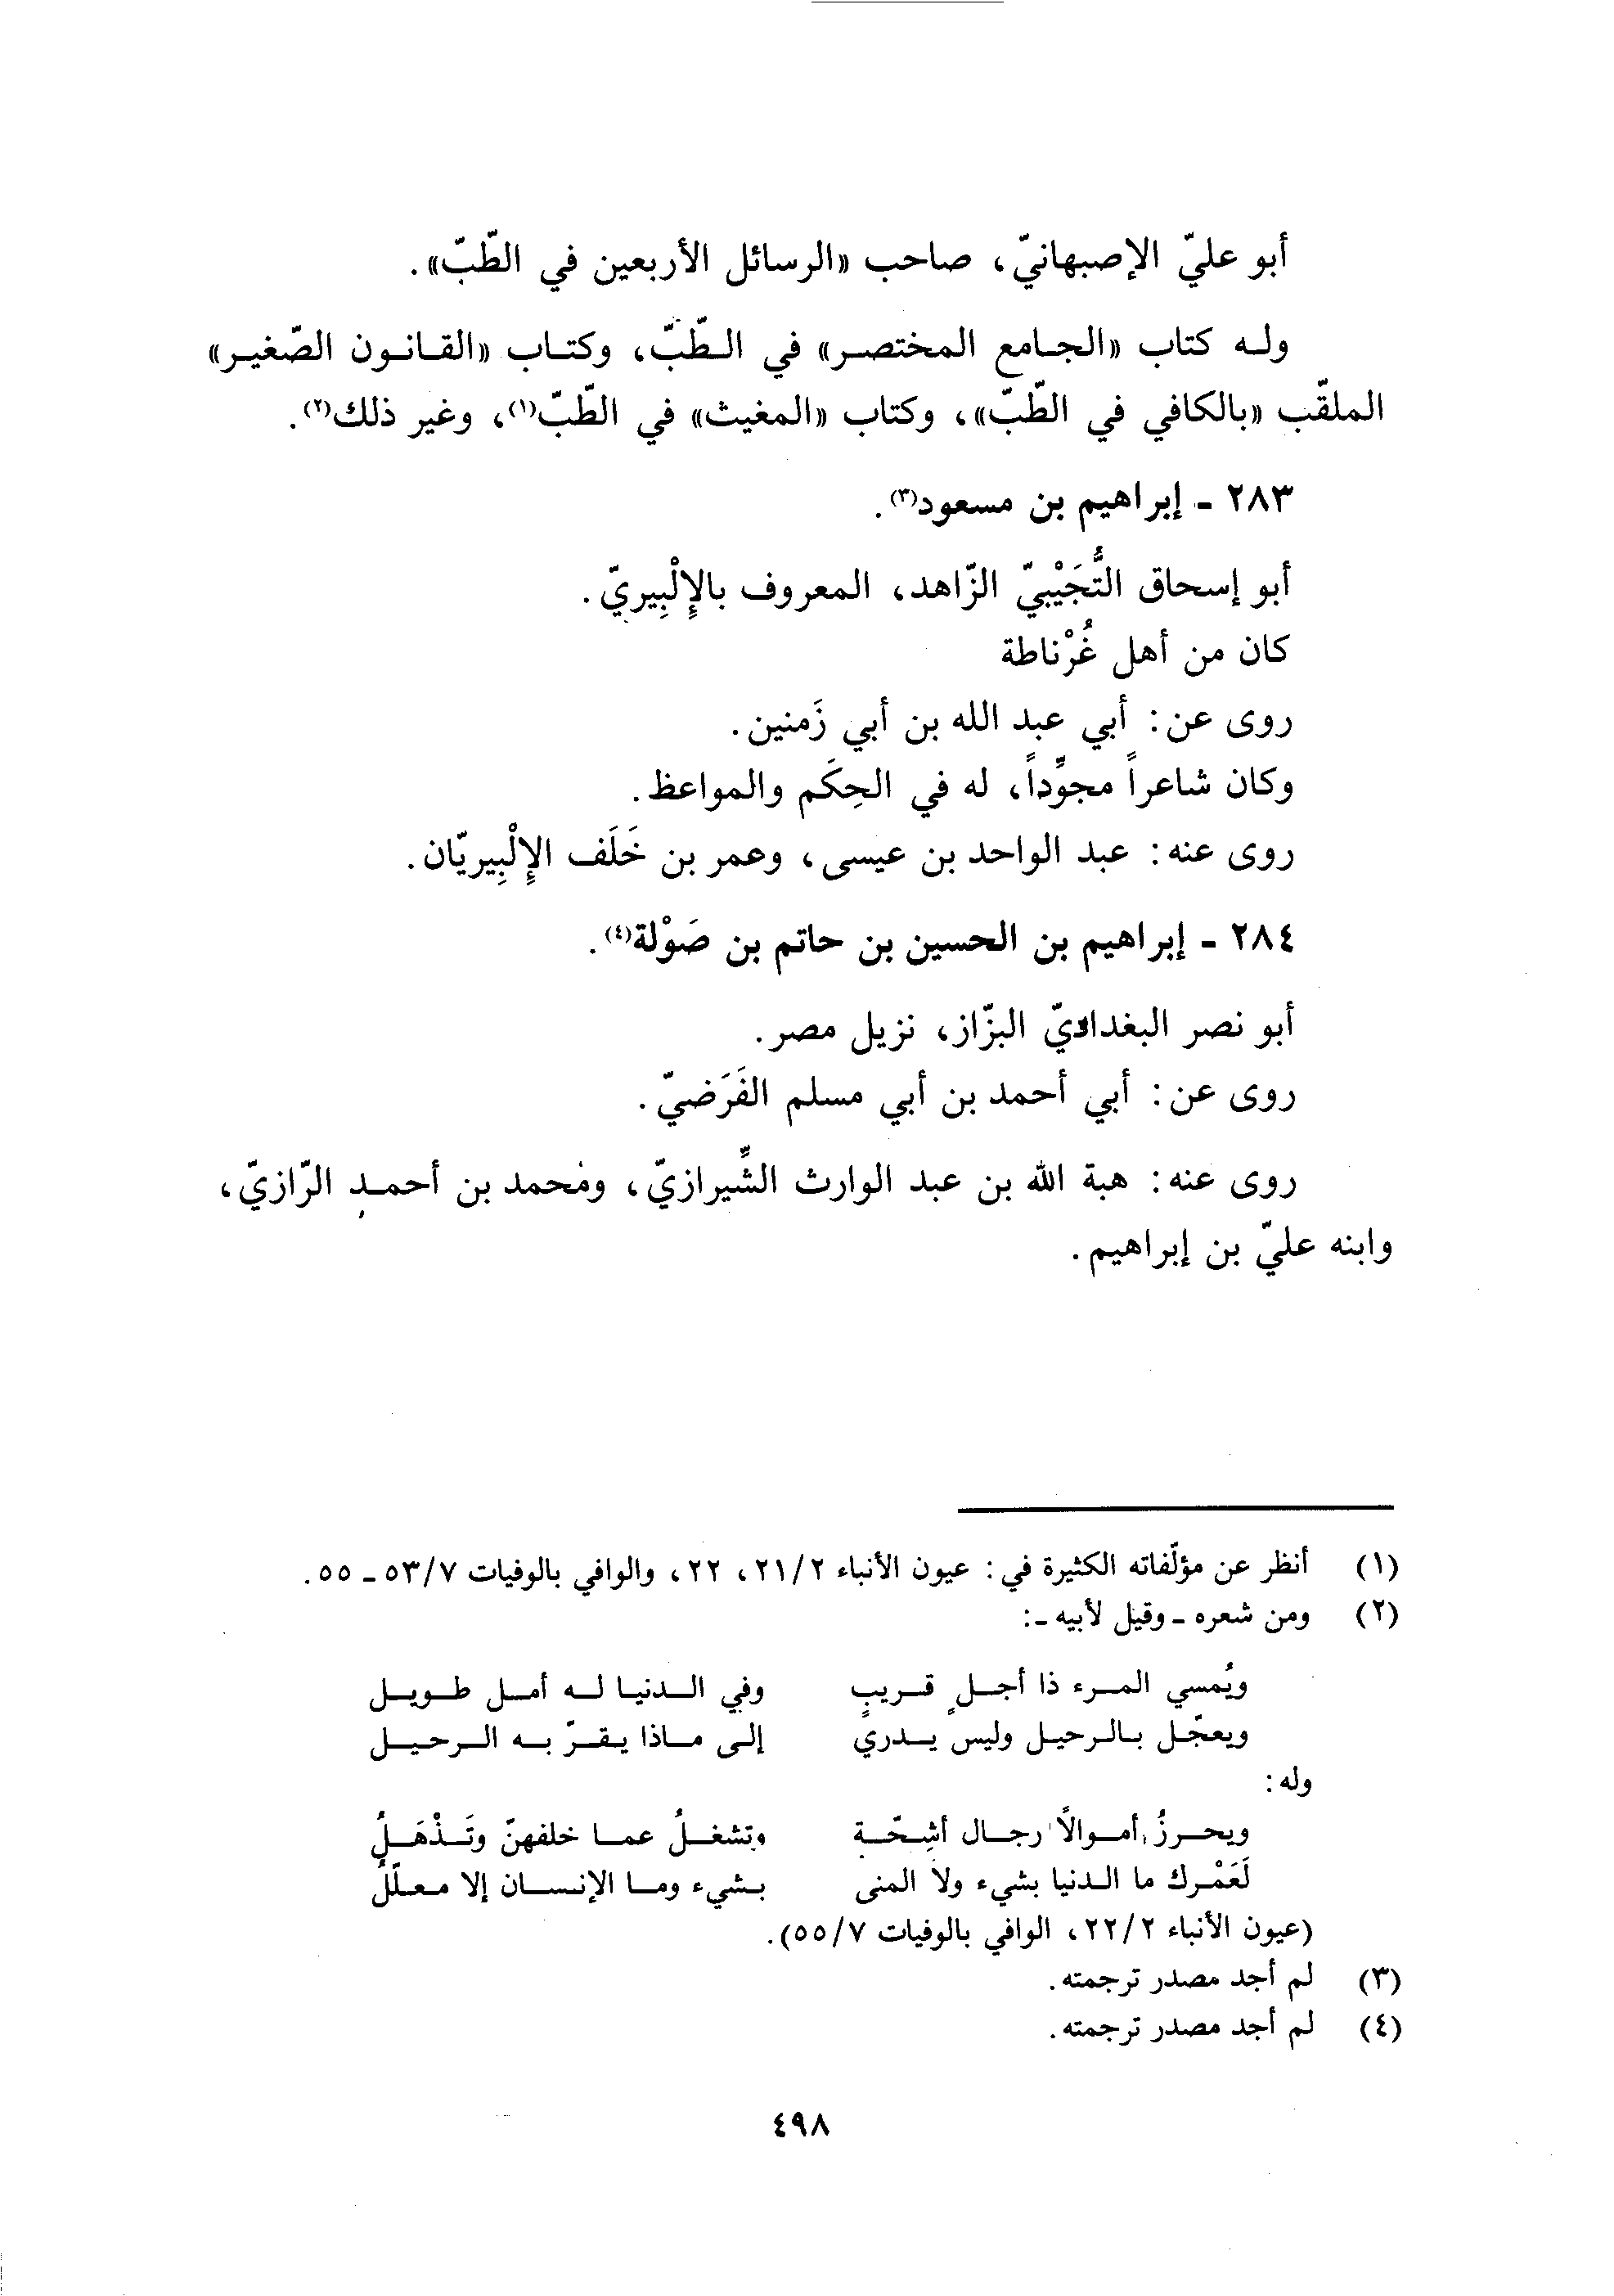 أبو عليّ الإصبهانيّ، صاحب «الرسائل الأربعين في الطّبّ».
وله كتاب «الجامع المختصر» في الطّبّ، وكتاب «القانون الصّغير»
الملقّب «بالكافي في الطّبّ»، وكتاب «المغيث» في الطّبّ(١)، وغير ذلك(٢).
٢٨٣ - إبراهيم بن مسعود(٣).
أبو إسحاق التُّجَيْبيّ الزّاهد، المعروف بالإِلْبِيريّ.
كان من أهل غُرْناطة
روى عن: أبي عبد الله بن أبي زَمنين.
وكان شاعراً مجوِّداً، له في الحِكَم والمواعظ.
روى عنه: عبد الواحد بن عيسى، وعمر بن خَلَف الإِلْبِيريّان.
٢٨٤ - إبراهيم بن الحسين بن حاتم بن صَوْلة(٤).
أبو نصر البغداديّ البزّاز، نزيل مصر.
روى عن: أبي أحمد بن أبي مسلم الفَرَضيّ.
روى عنه: هبة الله بن عبد الوارث الشِّيرازيّ، ومحمد بن أحمد الرّازيّ،
وابنه عليّ بن إبراهيم.
(١) أنظر عن مؤلّفاته الكثيرة في: عيون الأنباء ٢١/٢، ٢٢، والوافي بالوفيات ٥٣/٧ - ٥٥.
(٢) ومن شعره - وقيل لأبيه -:
ويُمسي المرء ذا أجلٍ قريبٍ وفي الدنيا له أمل طويل
ويعجّل بالرحيل وليس يدري إلى ماذا يقرّ به الرحيل
وله:
ويحرزُ أموالًا رجال أشِحّة وتشغلُ عما خلفهنّ وتَذْهَلُ
لَعَمْرك ما الدنيا بشيء ولا المنى بشيء وما الإنسان إلا معلّلُ
(عيون الأنباء ٢٢/٢، الوافي بالوفيات ٥٥/٧).
(٣) لم أجد مصدر ترجمته.
(٤) لم أجد مصدر ترجمته.
٤٩٨